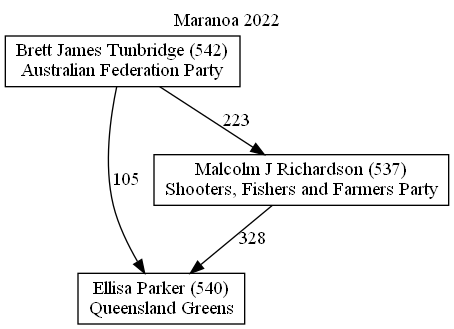 Maranoa 2022
Brett James Tunbridge (542)
Australian Federation Party
223
Malcolm J Richardson (537)
Shooters, Fishers and Farmers Party
105
328
Ellisa Parker (540)
Queensland Greens